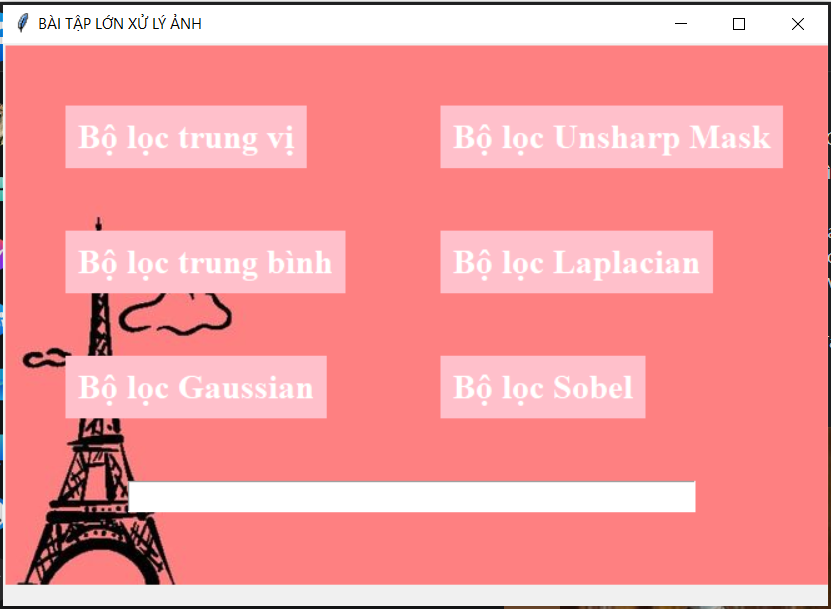 BÀI TẬP LỚN XỬ LÝ ẢNH
Bộ lọc trung vị
Bộ lọc Unsharp Mask
Bộ lọc trung bình
Bộ lọc Laplacian
Bộ lọc Gaussian
Bộ lọc Sobel